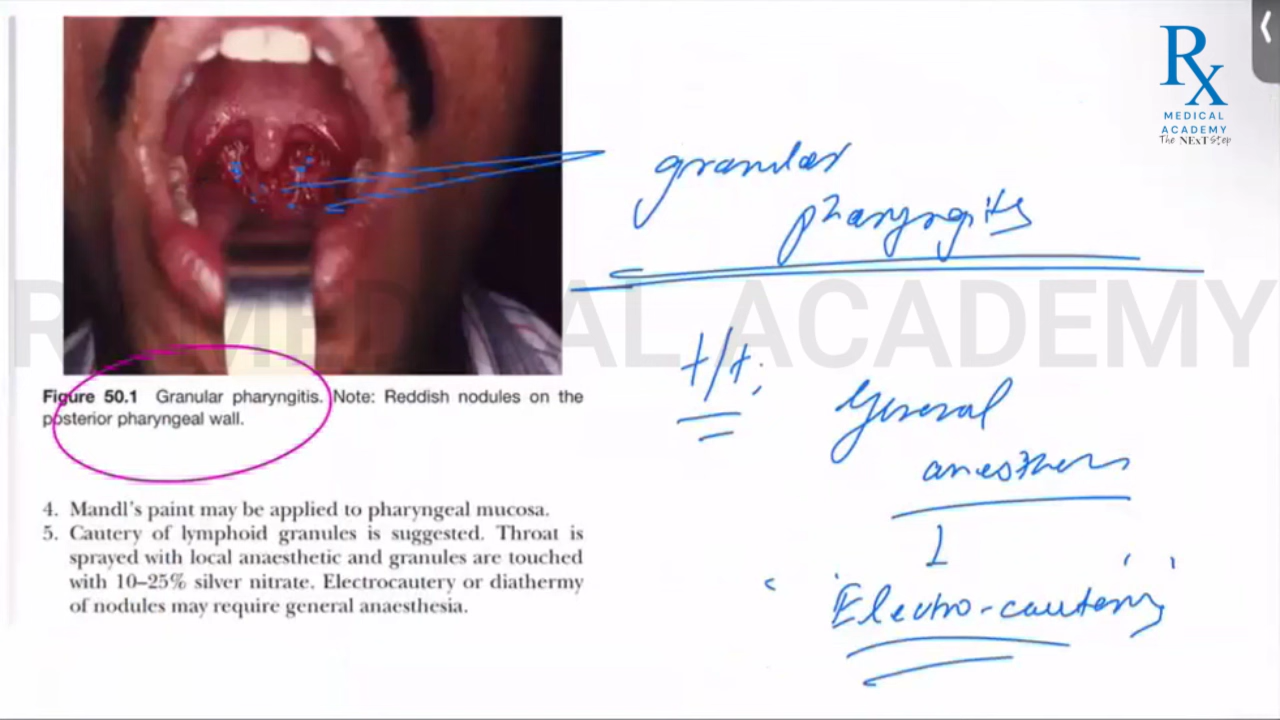 Rx
MEDICAL
ACADEMY
The NExT Step
granular
pharyngitis
Figure 50.1 Granular pharyngitis. Note: Reddish nodules on the
posterior pharyngeal wall.
t/t;
General
4. Mandl's paint may be applied to pharyngeal mucosa.
5. Cautery of lymphoid granules is suggested. Throat is
sprayed with local anaesthetic and granules are touched
with 10–25% silver nitrate. Electrocautery or diathermy
of nodules may require general anaesthesia.
Electro-cautery
MEDICAL ACADEMY